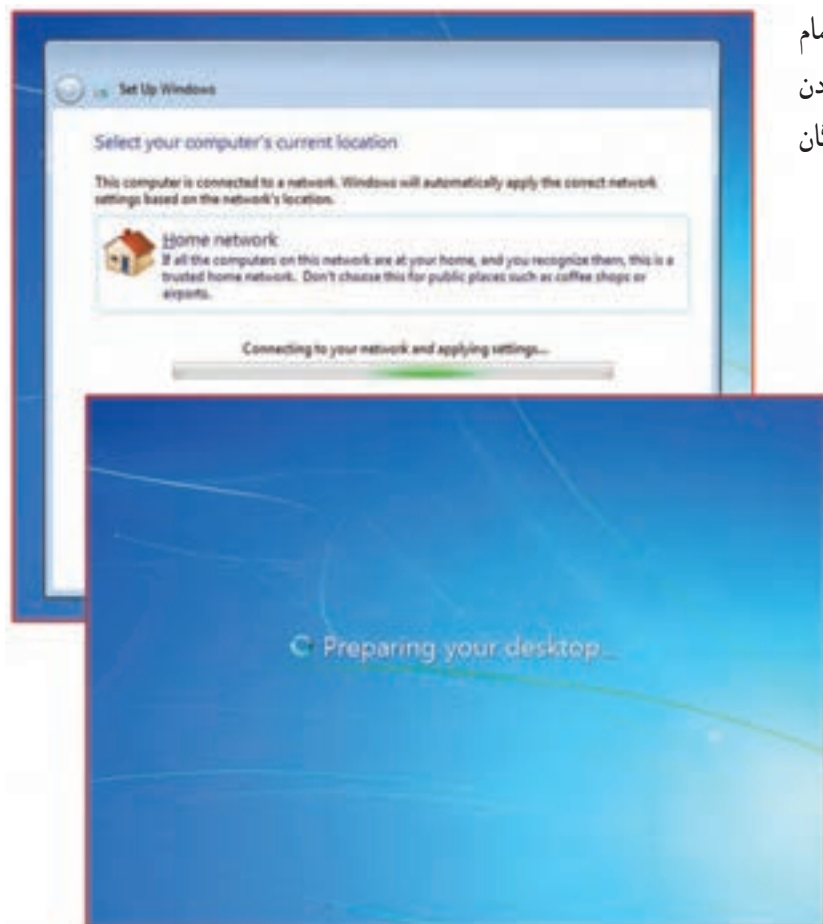 Set Up Windows
Select your computer's current location
This computer is connected to a network. Windows will automatically apply the correct network
settings based on the network's location.
Home network
If all the computers on this network are at your home, and you recognize them, this is a
trusted home network. Don't choose this for public places such as coffee shops or
airports.
Connecting to your network and applying settings...
Preparing your desktop...